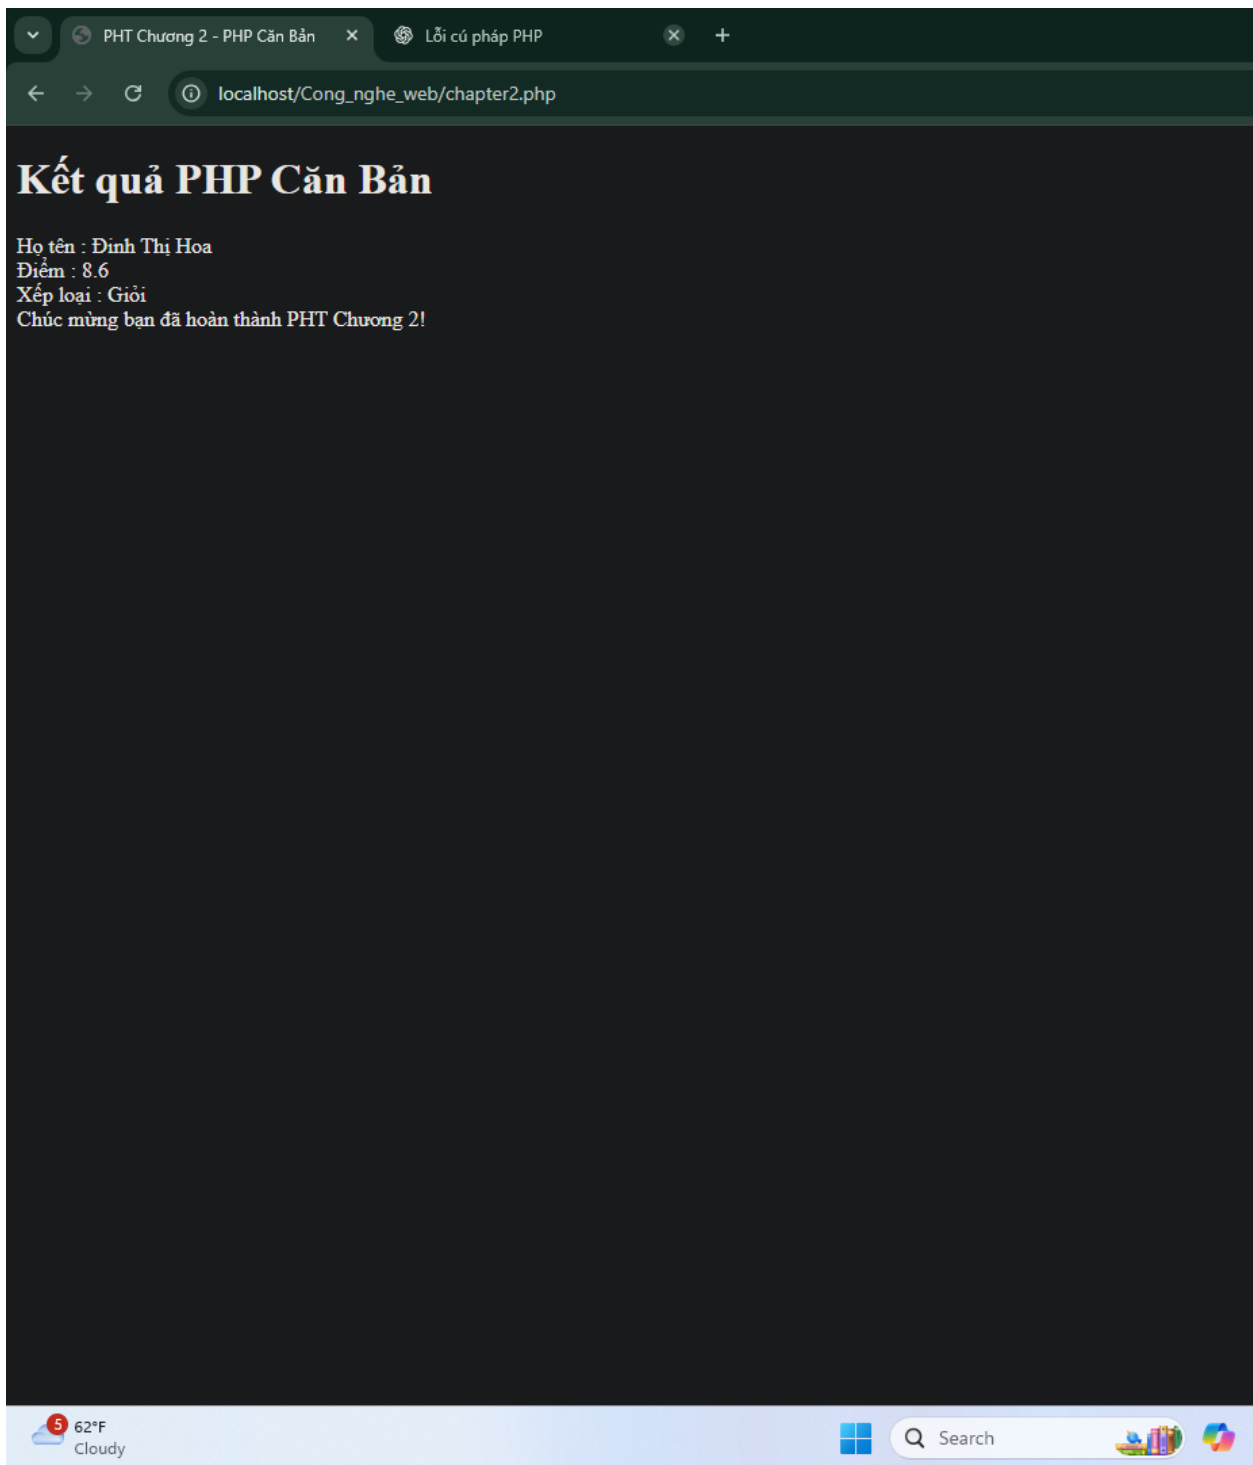 PHT Chương 2 - PHP Căn Bản
Lỗi cú pháp PHP
localhost/Cong_nghe_web/chapter2.php
Kết quả PHP Căn Bản
Họ tên : Đinh Thị Hoa
Điểm : 8.6
Xếp loại : Giỏi
Chúc mừng bạn đã hoàn thành PHT Chương 2!
5
62°F
Cloudy
Search